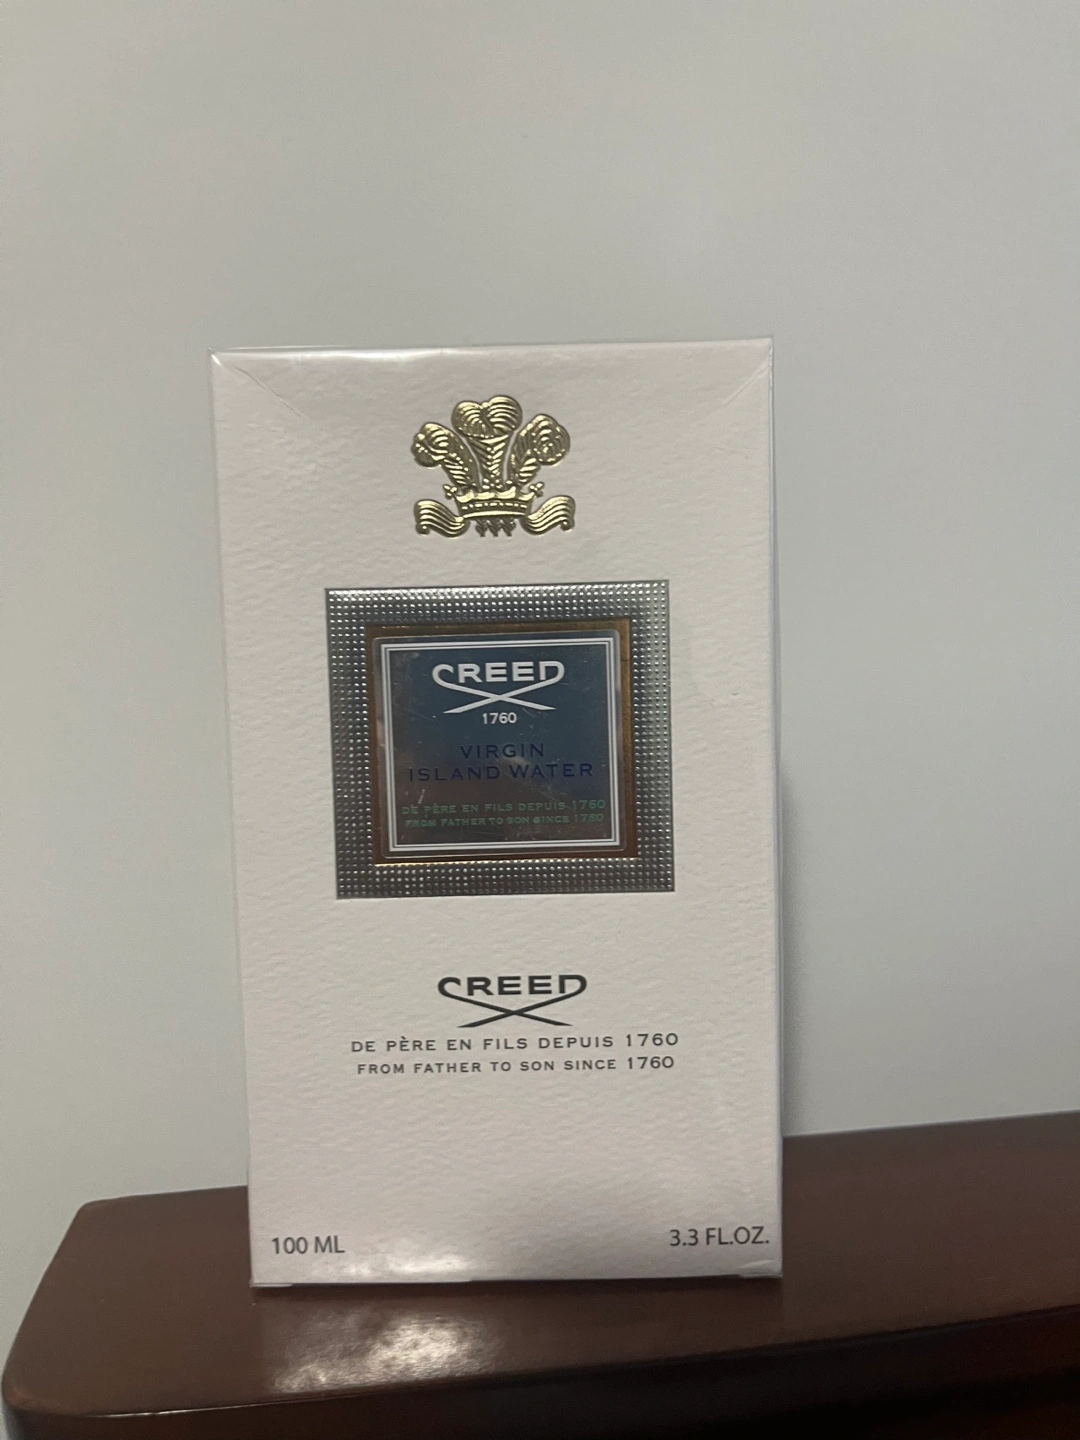 CREED
1760
VIRGIN
ISLAND WATER
DE PÈRE EN FILS DEPUIS 1760
FROM FATHER TO SON SINCE 1760
CREED
DE PÈRE EN FILS DEPUIS 1760
FROM FATHER TO SON SINCE 1760
100 ML
3.3 FL.OZ.